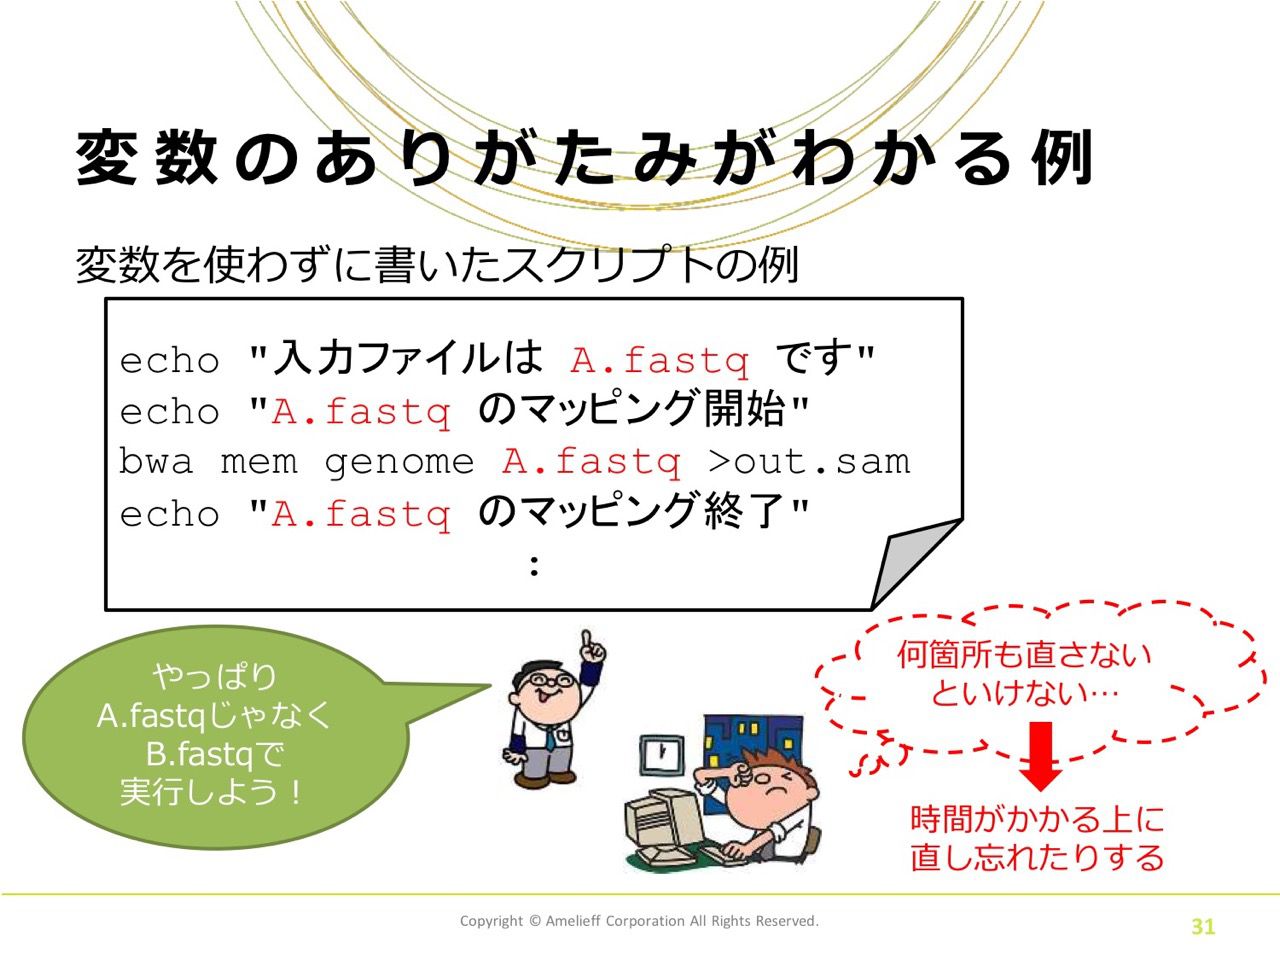 変数のありがたみがわかる例
変数を使わずに書いたスクリプトの例
echo "入力ファイルは A.fastq です"
echo "A.fastq のマッピング開始"
bwa mem genome A.fastq >out.sam
echo "A.fastq のマッピング終了"
:
やっぱり
A.fastqじゃなく
B.fastqで
実行しよう！
何箇所も直さない
といけない…
時間がかかる上に
直し忘れたりする
Copyright © Amelieff Corporation All Rights Reserved.
31